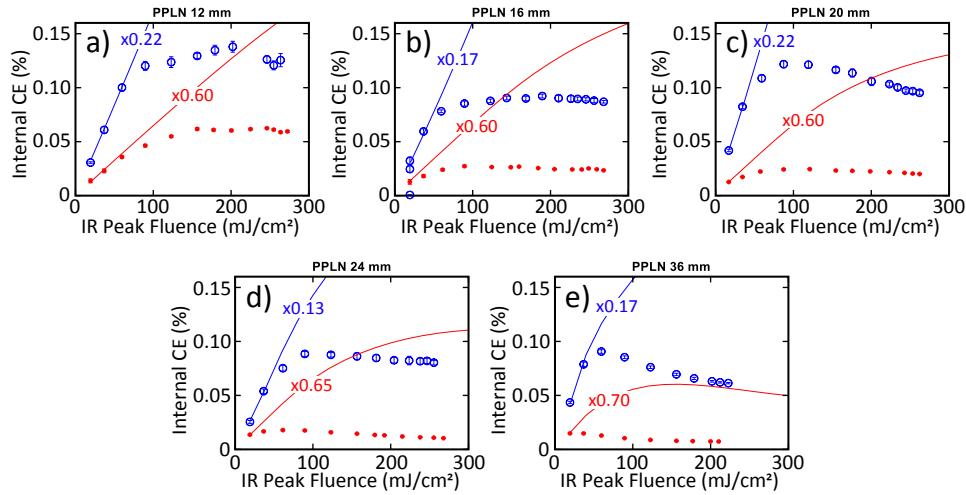 PPLN 12 mm
a)
x0.22
x0.60
Internal CE (%)
0.15
0.10
0.05
0
0 100 200 300
IR Peak Fluence (mJ/cm²)
PPLN 16 mm
b)
x0.17
x0.60
Internal CE (%)
0.15
0.10
0.05
0
0 100 200 300
IR Peak Fluence (mJ/cm²)
PPLN 20 mm
c)
x0.22
x0.60
Internal CE (%)
0.15
0.10
0.05
0
0 100 200 300
IR Peak Fluence (mJ/cm²)
PPLN 24 mm
d)
x0.13
x0.65
Internal CE (%)
0.15
0.10
0.05
0
0 100 200 300
IR Peak Fluence (mJ/cm²)
PPLN 36 mm
e)
x0.17
x0.70
Internal CE (%)
0.15
0.10
0.05
0
0 100 200 300
IR Peak Fluence (mJ/cm²)